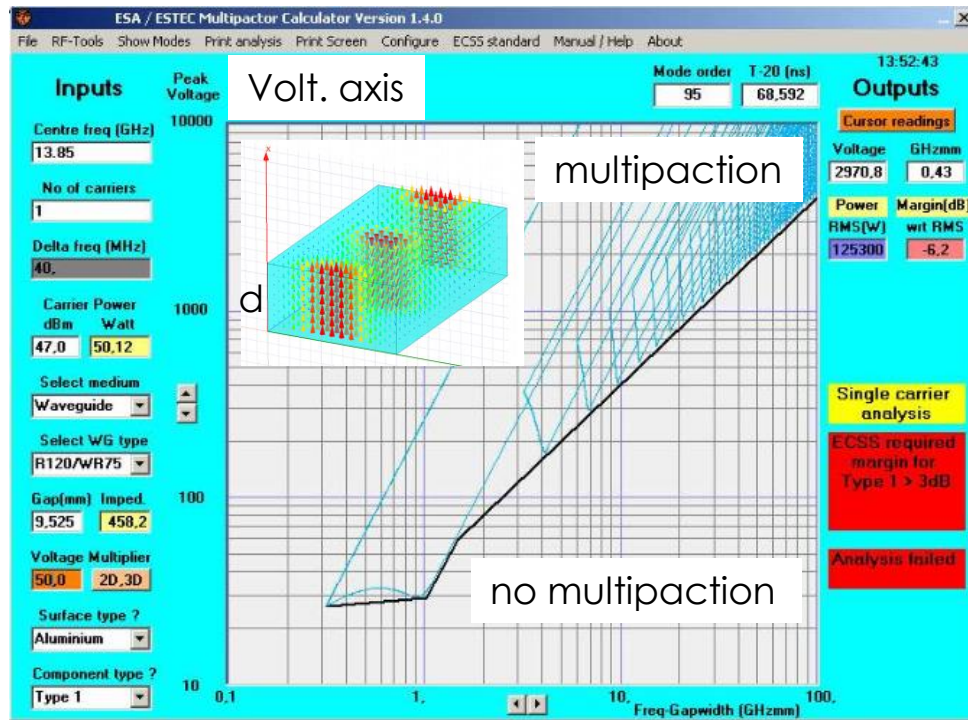 ESA / ESTEC Multipactor Calculator Version 1.4.0
File RF-Tools Show Modes Print analysis Print Screen Configure ECSS standard Manual / Help About
Inputs
Centre freq (GHz)
13.85
No of carriers
1
Delta freq (MHz)
40,
Carrier Power
dBm Watt
47,0 50,12
Select medium
Waveguide
Select WG type
R120/WR75
Gap(mm) Imped.
9,525 458,2
Voltage Multiplier
50,0 2D,3D
Surface type ?
Aluminium
Component type ?
Type 1
Peak
Voltage
Volt. axis
Mode order T-20 (ns)
95 68,592
10000
1000
100
10
x
d
multipaction
no multipaction
0,1 1, 10, 100,
Freq-Gapwidth (GHzmm)
13:52:43
Outputs
Cursor readings
Voltage GHzmm
2970,8 0,43
Power Margin(dB)
RMS(W) wrt RMS
125300 -6,2
Single carrier
analysis
ECSS required
margin for
Type 1 > 3dB
Analysis failed